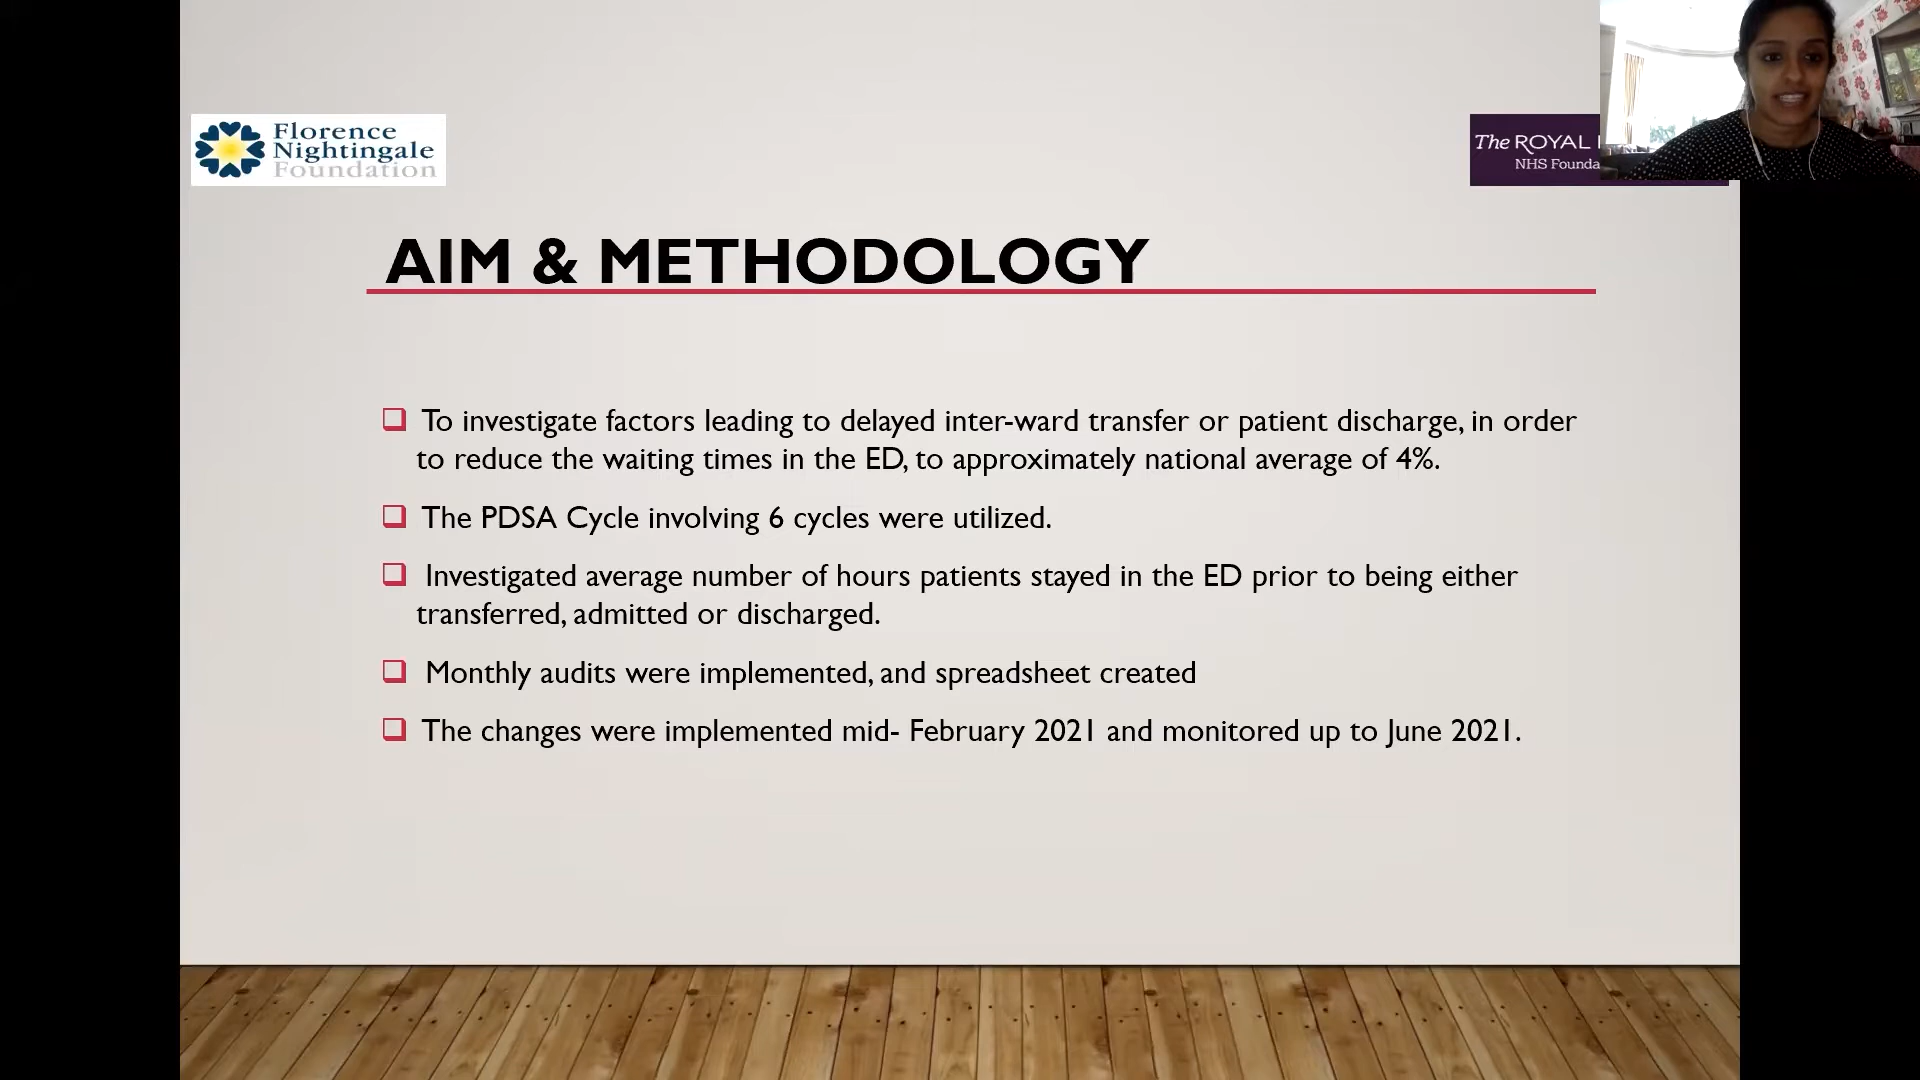 Florence
Nightingale
Foundation
The ROYAL
NHS
AIM & METHODOLOGY
To investigate factors leading to delayed inter-ward transfer or patient discharge, in order
to reduce the waiting times in the ED, to approximately national average of 4%.
The PDSA Cycle involving 6 cycles were utilized.
Investigated average number of hours patients stayed in the ED prior to being either
transferred, admitted or discharged.
Monthly audits were implemented, and spreadsheet created
The changes were implemented mid- February 2021 and monitored up to June 2021.